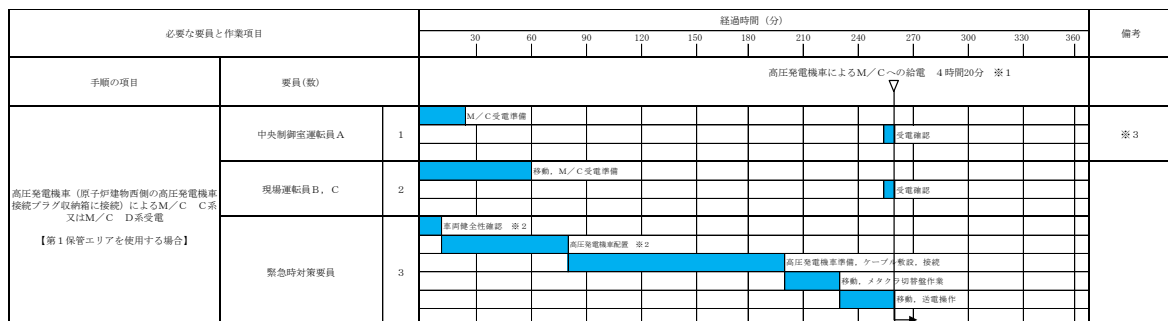 必要な要員と作業項目
経過時間（分）
備考
30 60 90 120 150 180 210 240 270 300 330 360
手順の項目
要員(数)
高圧発電機車によるM／Cへの給電　4時間20分　※1
高圧発電機車（原子炉建物西側の高圧発電機車
接続プラグ収納箱に接続）によるM／C　C系
又はM／C　D系受電
【第1保管エリアを使用する場合】
中央制御室運転員A
1
M／C受電準備
受電確認
※3
現場運転員B，C
2
移動，M／C受電準備
受電確認
緊急時対策要員
3
車両健全性確認　※2
高圧発電機車配置　※2
高圧発電機車準備，ケーブル敷設，接続
移動，メタクラ切替盤作業
移動，送電操作